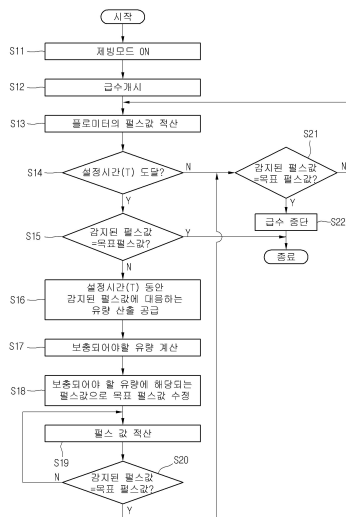 시작
S11
제빙모드 ON
S12
급수개시
S13
플로미터의 펄스값 적산
S21
S14
설정시간(T) 도달?
N
감지된 펄스값
=목표 펄스값?
N
Y
Y
S15
감지된 펄스값
=목표펄스값?
Y
급수 중단
S22
종료
N
S16
설정시간(T) 동안
감지된 펄스값에 대응하는
유량 산출 공급
S17
보충되어야할 유량 계산
S18
보충되어야 할 유량에 해당되는
펄스값으로 목표 펄스값 수정
펄스 값 적산
S19
S20
N
감지된 펄스값
=목표 펄스값?
Y